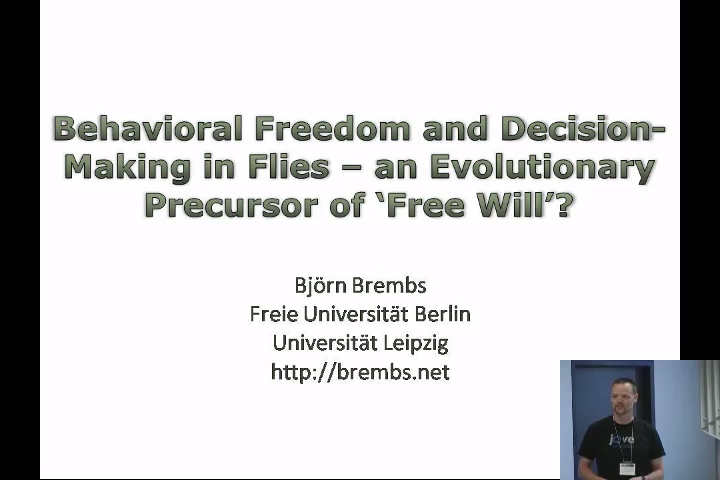 Behavioral Freedom and Decision-
Making in Flies – an Evolutionary
Precursor of ‘Free Will’?
Björn Brembs
Freie Universität Berlin
Universität Leipzig
http://brembs.net
jove